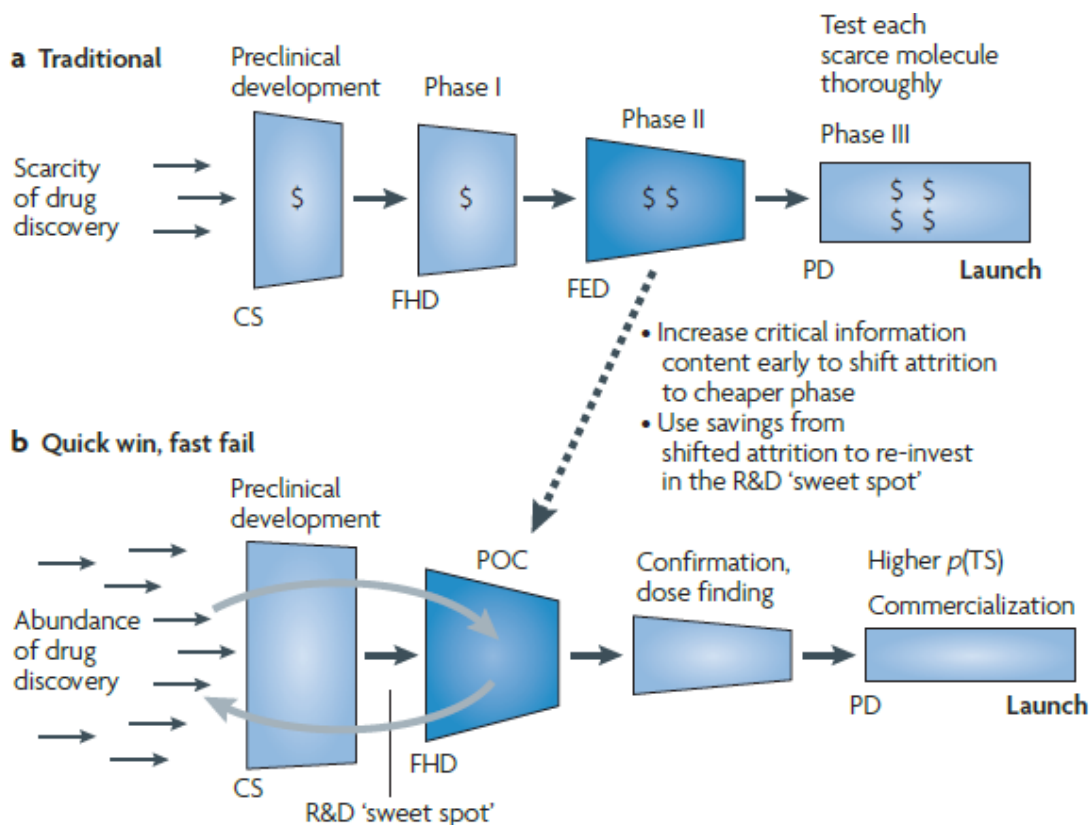 a Traditional
Scarcity
of drug
discovery
Preclinical
development
$
CS
Phase I
$
FHD
Phase II
$ $
FED
Test each
scarce molecule
thoroughly
Phase III
$ $
$ $
PD
Launch
• Increase critical information
content early to shift attrition
to cheaper phase
• Use savings from
shifted attrition to re-invest
in the R&D ‘sweet spot’
b Quick win, fast fail
Abundance
of drug
discovery
Preclinical
development
CS
R&D ‘sweet spot’
POC
FHD
Confirmation,
dose finding
Higher p(TS)
Commercialization
PD
Launch